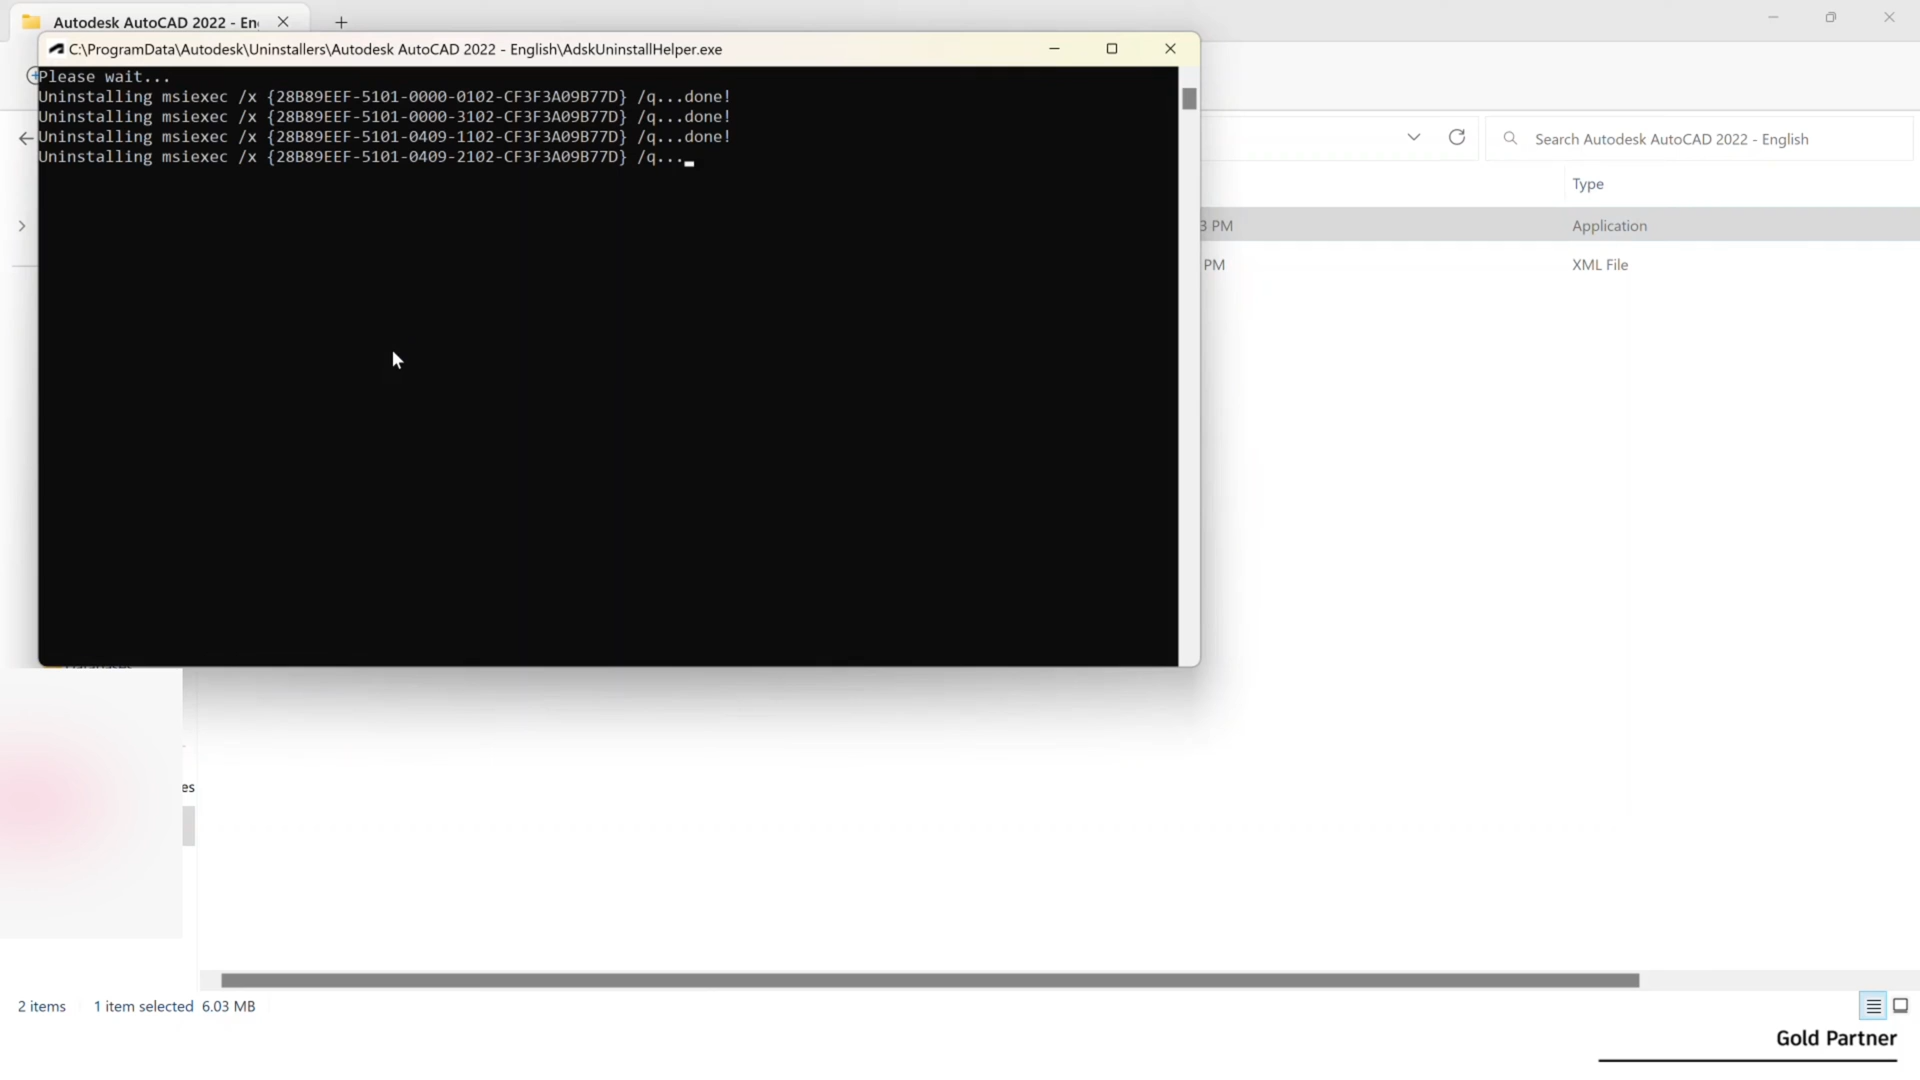 Autodesk AutoCAD 2022 - En
C:\ProgramData\Autodesk\Uninstallers\Autodesk AutoCAD 2022 - English\AdskUninstallHelper.exe
Please wait...
Uninstalling msiexec /x {28B89EEF-5101-0000-0102-CF3F3A09B77D} /q...done!
Uninstalling msiexec /x {28B89EEF-5101-0000-3102-CF3F3A09B77D} /q...done!
Uninstalling msiexec /x {28B89EEF-5101-0409-1102-CF3F3A09B77D} /q...done!
Uninstalling msiexec /x {28B89EEF-5101-0409-2102-CF3F3A09B77D} /q...
Search Autodesk AutoCAD 2022 - English
Type
3 PM
Application
PM
XML File
es
2 items
1 item selected 6.03 MB
Gold Partner